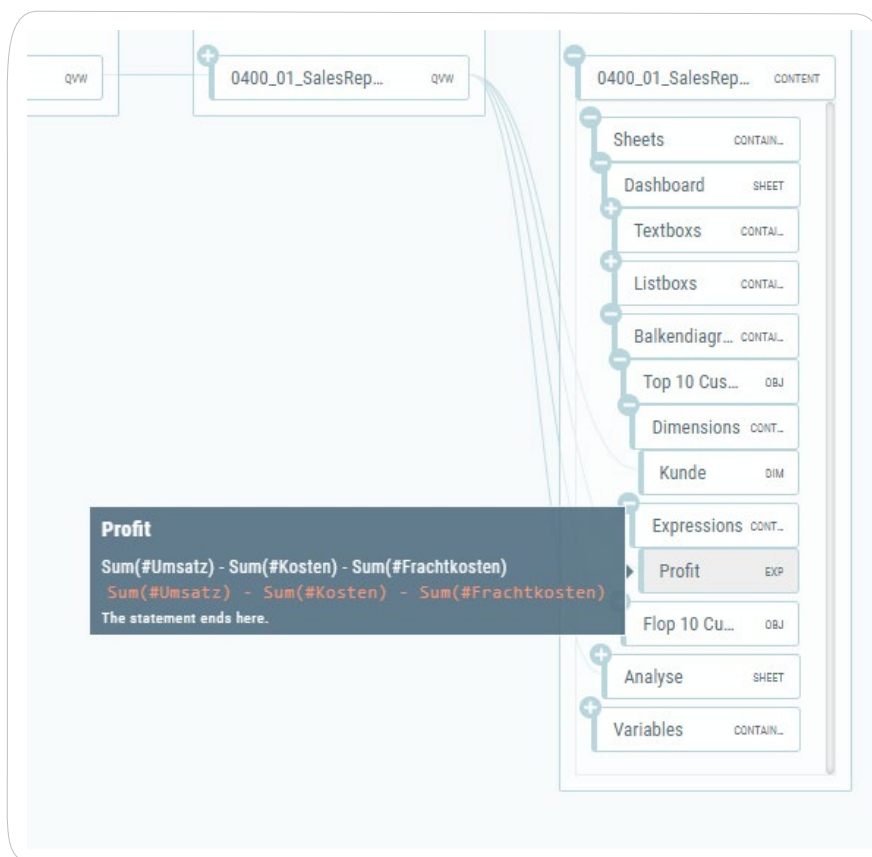 QVW
0400_01_SalesRep... QVW
0400_01_SalesRep... CONTENT
Sheets CONTAIN...
Dashboard SHEET
Textboxs CONTAI...
Listboxs CONTAI...
Balkendiagr... CONTAI...
Top 10 Cus... OBJ
Dimensions CONT...
Kunde DIM
Expressions CONT...
Profit EXP
Flop 10 Cu... OBJ
Analyse SHEET
Variables CONTAIN...
Profit
Sum(#Umsatz) - Sum(#Kosten) - Sum(#Frachtkosten)
Sum(#Umsatz) - Sum(#Kosten) - Sum(#Frachtkosten)
The statement ends here.